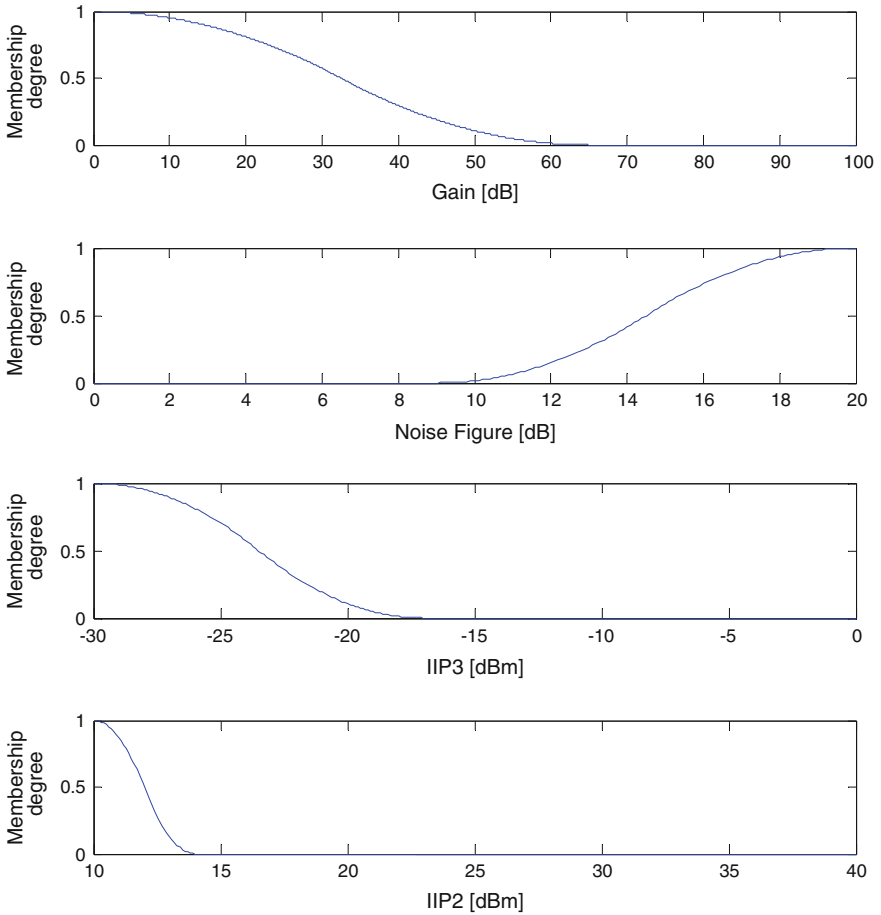 Membership
degree
1
0.5
0
0 10 20 30 40 50 60 70 80 90 100
Gain [dB]
Membership
degree
1
0.5
0
0 2 4 6 8 10 12 14 16 18 20
Noise Figure [dB]
Membership
degree
1
0.5
0
-30 -25 -20 -15 -10 -5 0
IIP3 [dBm]
Membership
degree
1
0.5
0
10 15 20 25 30 35 40
IIP2 [dBm]